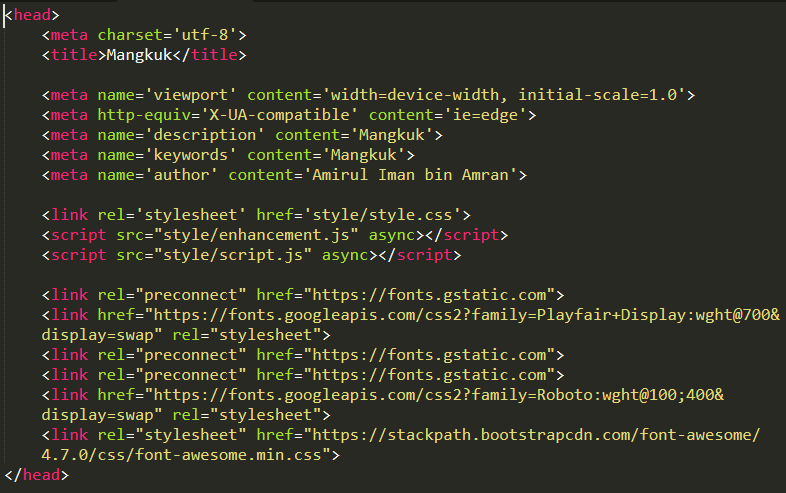 <head>
<meta charset='utf-8'>
<title>Mangkuk</title>
<meta name='viewport' content='width=device-width, initial-scale=1.0'>
<meta http-equiv='X-UA-compatible' content='ie=edge'>
<meta name='description' content='Mangkuk'>
<meta name='keywords' content='Mangkuk'>
<meta name='author' content='Amirul Iman bin Amran'>
<link rel='stylesheet' href='style/style.css'>
<script src="style/enhancement.js" async></script>
<script src="style/script.js" async></script>
<link rel="preconnect" href="https://fonts.gstatic.com">
<link href="https://fonts.googleapis.com/css2?family=Playfair+Display:wght@700&
display=swap" rel="stylesheet">
<link rel="preconnect" href="https://fonts.gstatic.com">
<link rel="preconnect" href="https://fonts.gstatic.com">
<link href="https://fonts.googleapis.com/css2?family=Roboto:wght@100;400&
display=swap" rel="stylesheet">
<link rel="stylesheet" href="https://stackpath.bootstrapcdn.com/font-awesome/
4.7.0/css/font-awesome.min.css">
</head>